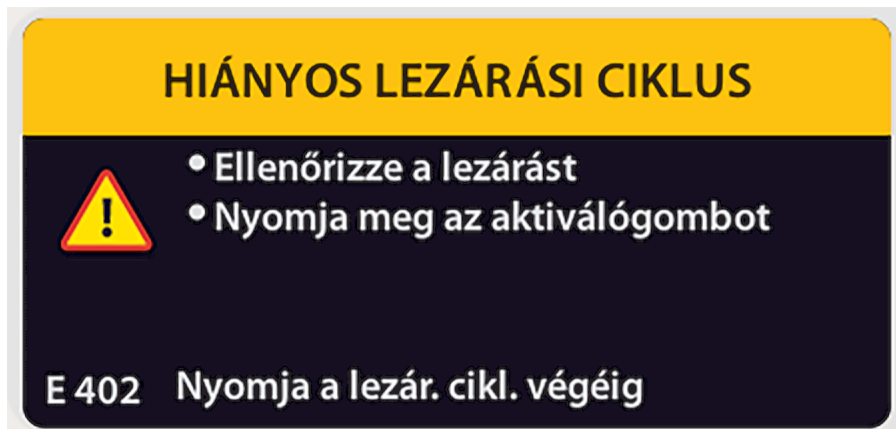 HIÁNYOS LEZÁRÁSI CIKLUS
• Ellenőrizze a lezárást
• Nyomja meg az aktiválógombot
E 402 Nyomja a lezár. cikl. végéig